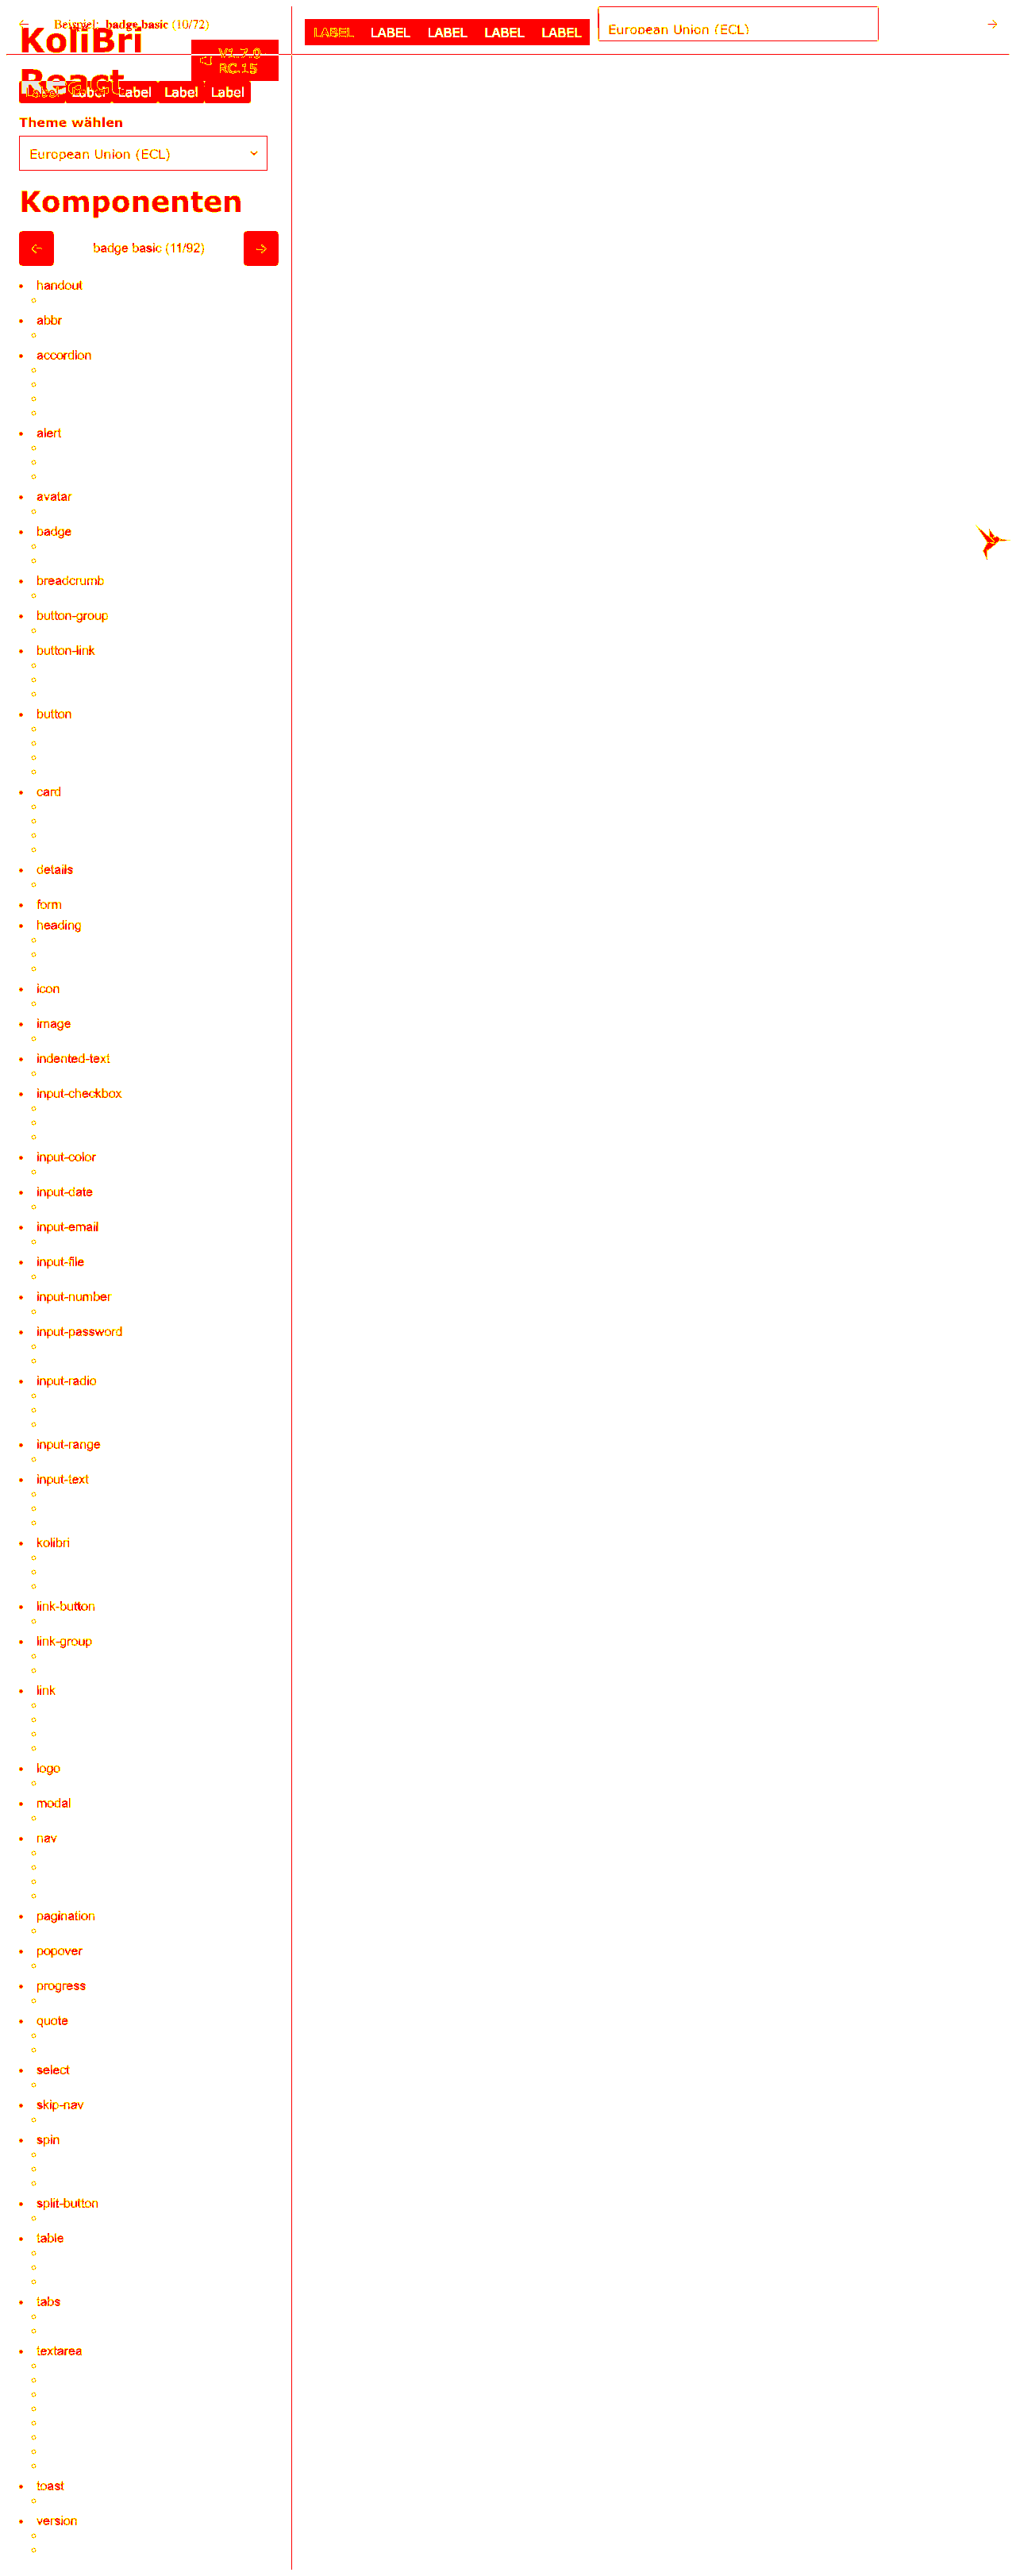 Beispiel: badge basic (10/72)
KoliBri
React
V1.7.0
RC.15
LABEL LABEL LABEL LABEL LABEL
European Union (ECL)
Label Label Label Label Label
Theme wählen
European Union (ECL)
Komponenten
badge basic (11/92)
handout
abbr
accordion
alert
avatar
badge
breadcrumb
button-group
button-link
button
card
details
form
heading
icon
image
indented-text
input-checkbox
input-color
input-date
input-email
input-file
input-number
input-password
input-radio
input-range
input-text
kolibri
link-button
link-group
link
logo
modal
nav
pagination
popover
progress
quote
select
skip-nav
spin
split-button
table
tabs
textarea
toast
version